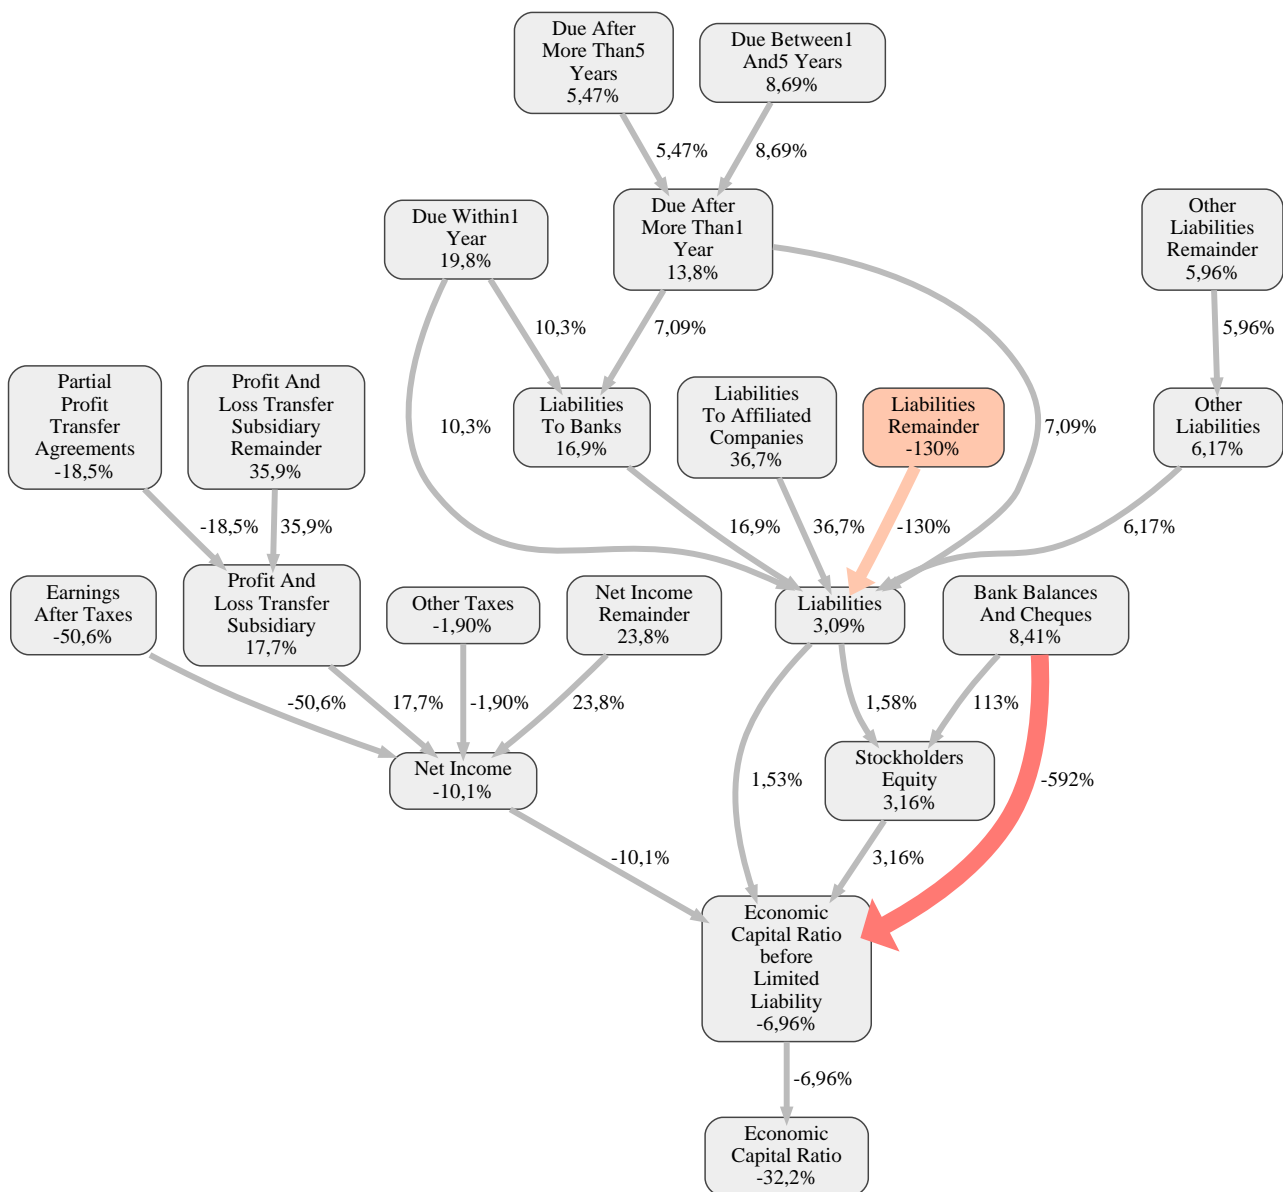 Due After
More Than5
Years
5,47%
Due Between1
And5 Years
8,69%
5,47%
8,69%
Due Within1
Year
19,8%
Due After
More Than1
Year
13,8%
Other
Liabilities
Remainder
5,96%
10,3%
7,09%
5,96%
Partial
Profit
Transfer
Agreements
-18,5%
Profit And
Loss Transfer
Subsidiary
Remainder
35,9%
10,3%
Liabilities
To Banks
16,9%
Liabilities
To Affiliated
Companies
36,7%
Liabilities
Remainder
-130%
7,09%
Other
Liabilities
6,17%
-18,5%
35,9%
16,9%
36,7%
-130%
6,17%
Earnings
After Taxes
-50,6%
Profit And
Loss Transfer
Subsidiary
17,7%
Other Taxes
-1,90%
Net Income
Remainder
23,8%
Liabilities
3,09%
Bank Balances
And Cheques
8,41%
-50,6%
17,7%
-1,90%
23,8%
1,58%
113%
Net Income
-10,1%
1,53%
Stockholders
Equity
3,16%
-592%
-10,1%
3,16%
Economic
Capital Ratio
before
Limited
Liability
-6,96%
-6,96%
Economic
Capital Ratio
-32,2%